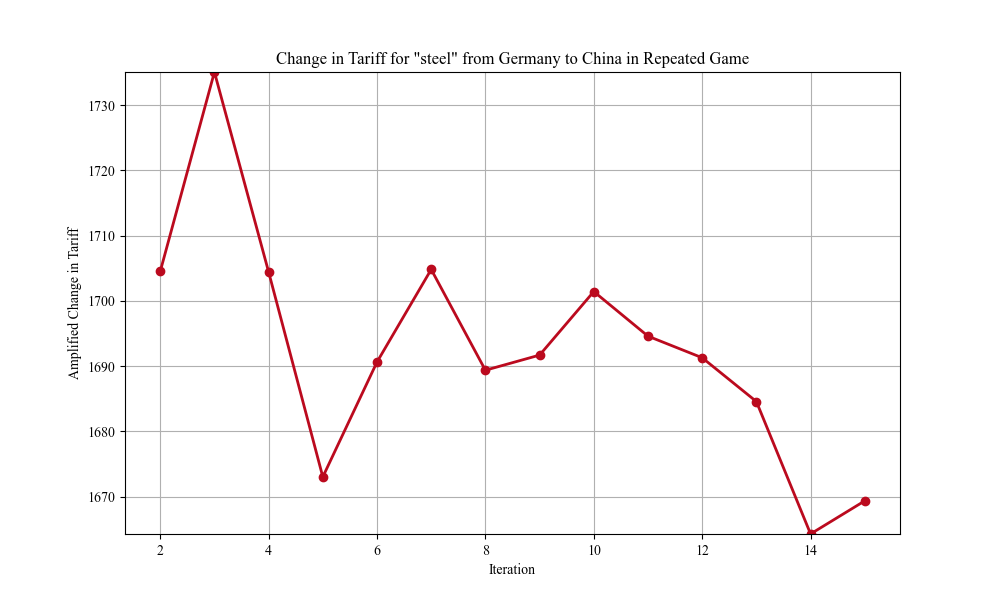 Change in Tariff for "steel" from Germany to China in Repeated Game
Amplified Change in Tariff
1730
1720
1710
1700
1690
1680
1670
2 4 6 8 10 12 14
Iteration